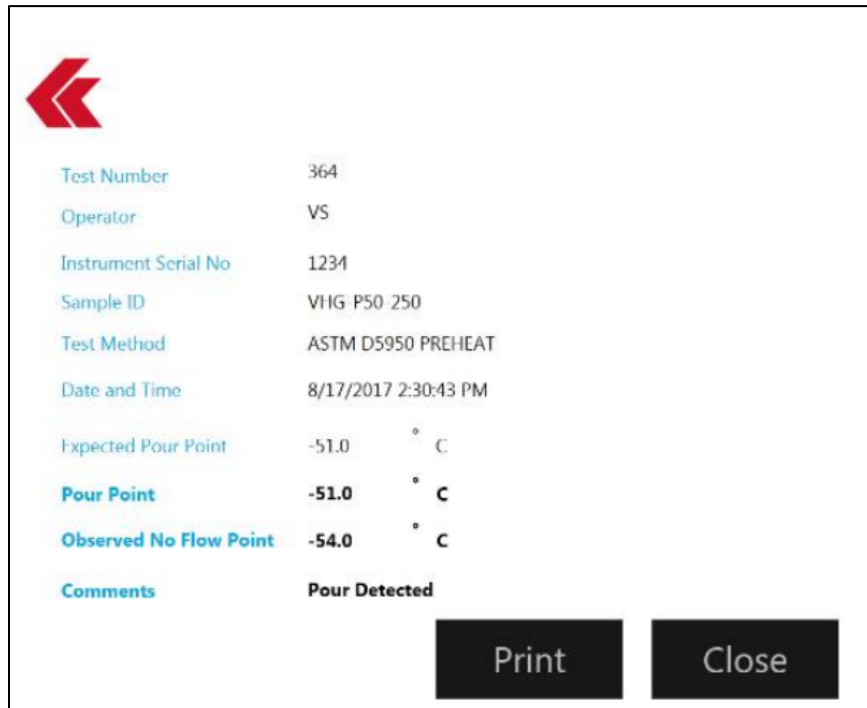 Test Number 364
Operator VS
Instrument Serial No 1234
Sample ID VHG-P50-250
Test Method ASTM D5950 PREHEAT
Date and Time 8/17/2017 2:30:43 PM
Expected Pour Point -51.0 ° C
Pour Point -51.0 ° C
Observed No Flow Point -54.0 ° C
Comments Pour Detected
Print Close